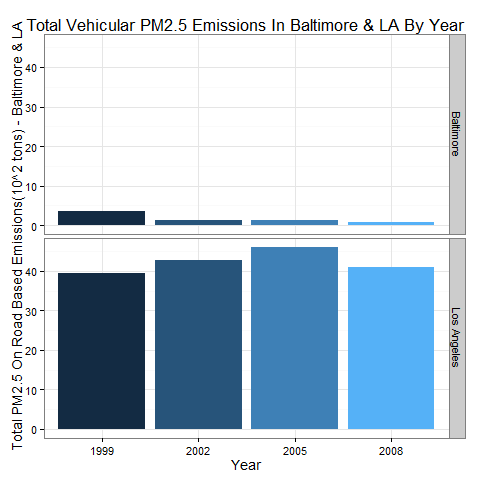 Total Vehicular PM2.5 Emissions In Baltimore & LA By Year
Total PM2.5 On Road Based Emissions(10^2 tons) - Baltimore & LA
40
30
20
10
0
Baltimore
40
30
20
10
0
Los Angeles
1999 2002 2005 2008
Year